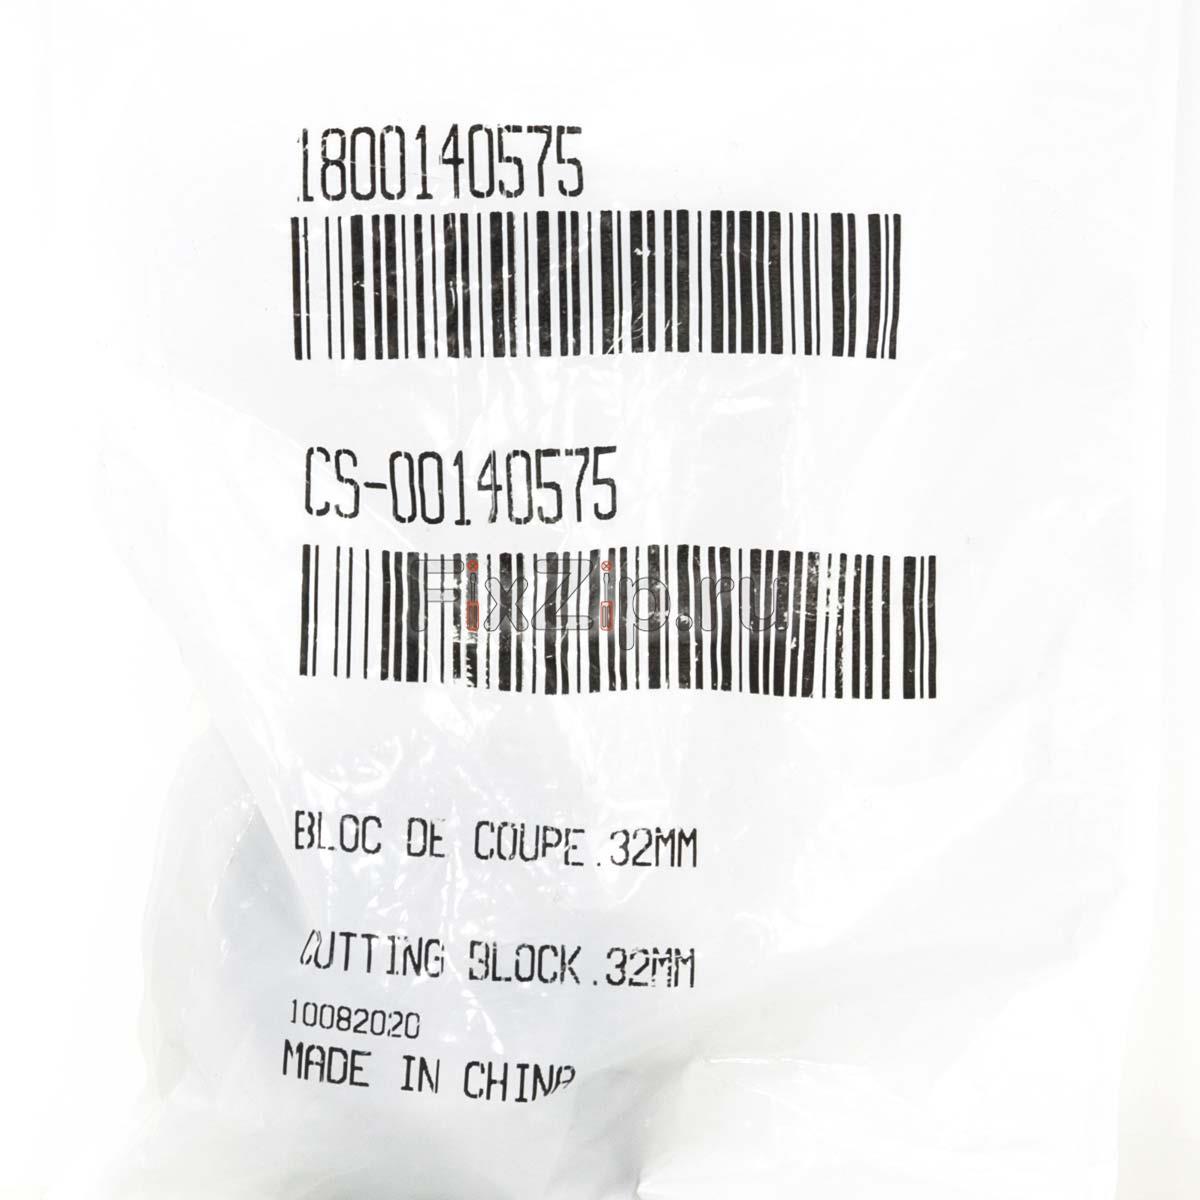 1800140575
CS-00140575
FixZip.ru
BLOC DE COUPE.32MM
CUTTING BLOCK.32MM
10082020
MADE IN CHINA